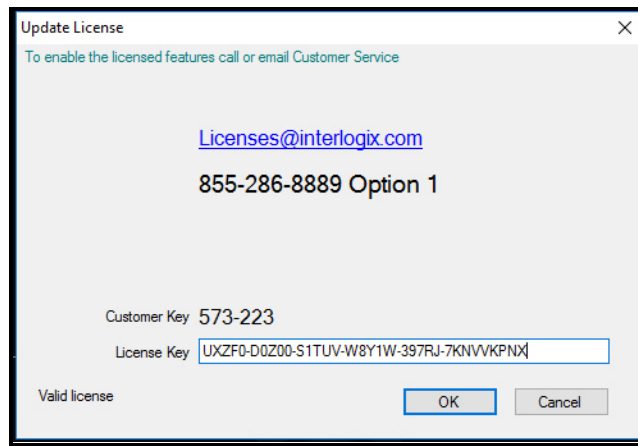 Update License
To enable the licensed features call or email Customer Service
Licenses@interlogix.com
855-286-8889 Option 1
Customer Key 573-223
License Key UXZF0-D0Z00-S1TUV-W8Y1W-397RJ-7KNVVKPNX
Valid license OK Cancel